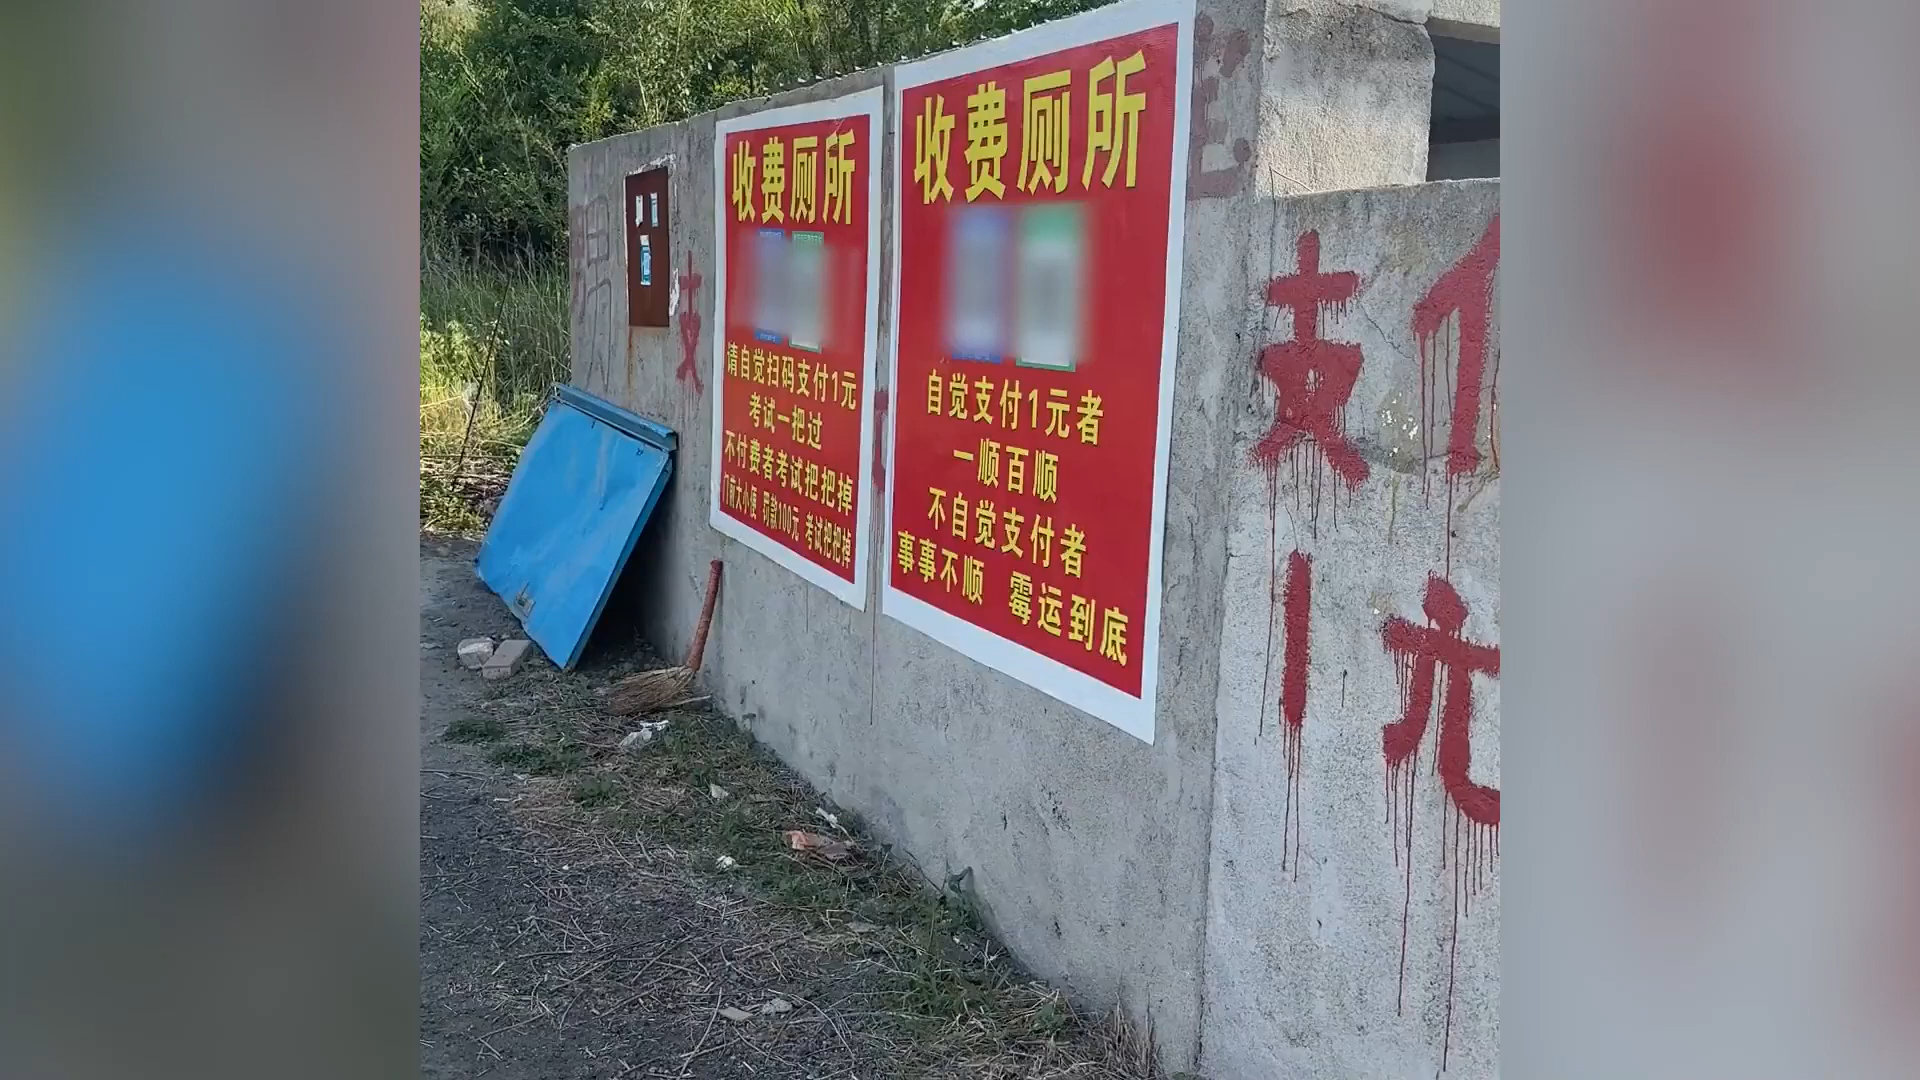 收费厕所
请自觉扫码支付1元
考试一把过
不付费者考试把把掉
门前大小便 罚款100元 考试把把掉
收费厕所
自觉支付1元者
一顺百顺
不自觉支付者
事事不顺 霉运到底
支
支付
1元